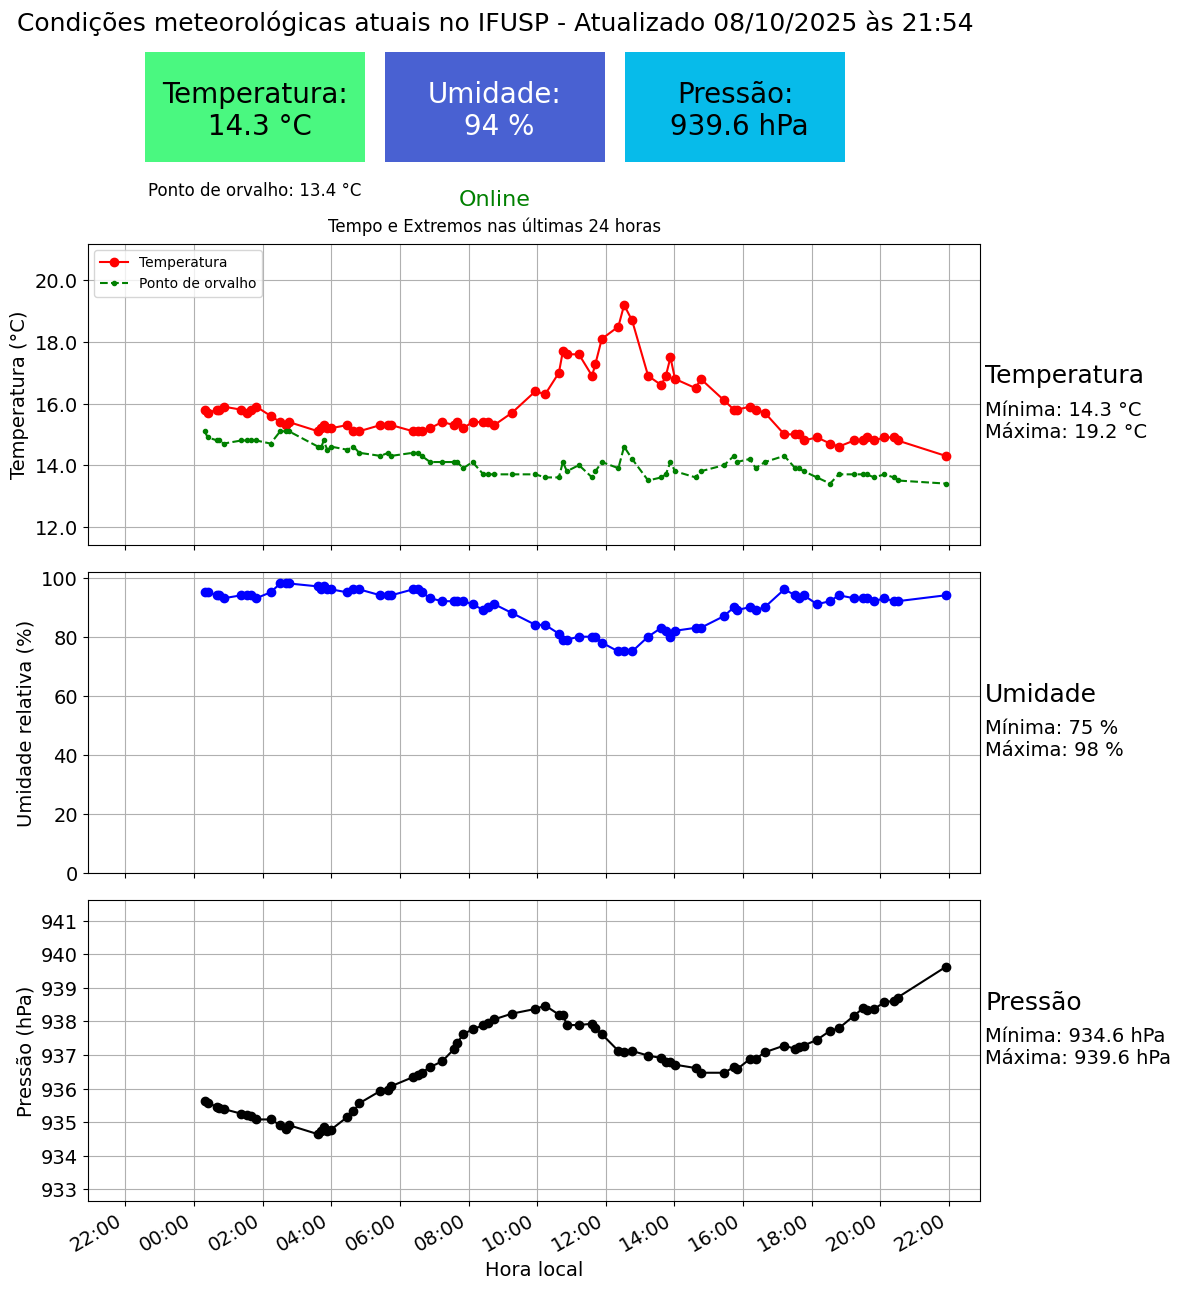 Condições meteorológicas atuais no IFUSP - Atualizado 08/10/2025 às 21:54
Temperatura:
14.3 °C
Umidade:
94 %
Pressão:
939.6 hPa
Ponto de orvalho: 13.4 °C
Online
Tempo e Extremos nas últimas 24 horas
Temperatura
Ponto de orvalho
Temperatura (°C)
20.0
18.0
16.0
14.0
12.0
Temperatura
Mínima: 14.3 °C
Máxima: 19.2 °C
Umidade relativa (%)
100
80
60
40
20
0
Umidade
Mínima: 75 %
Máxima: 98 %
Pressão (hPa)
941
940
939
938
937
936
935
934
933
Pressão
Mínima: 934.6 hPa
Máxima: 939.6 hPa
22:00 00:00 02:00 04:00 06:00 08:00 10:00 12:00 14:00 16:00 18:00 20:00 22:00
Hora local